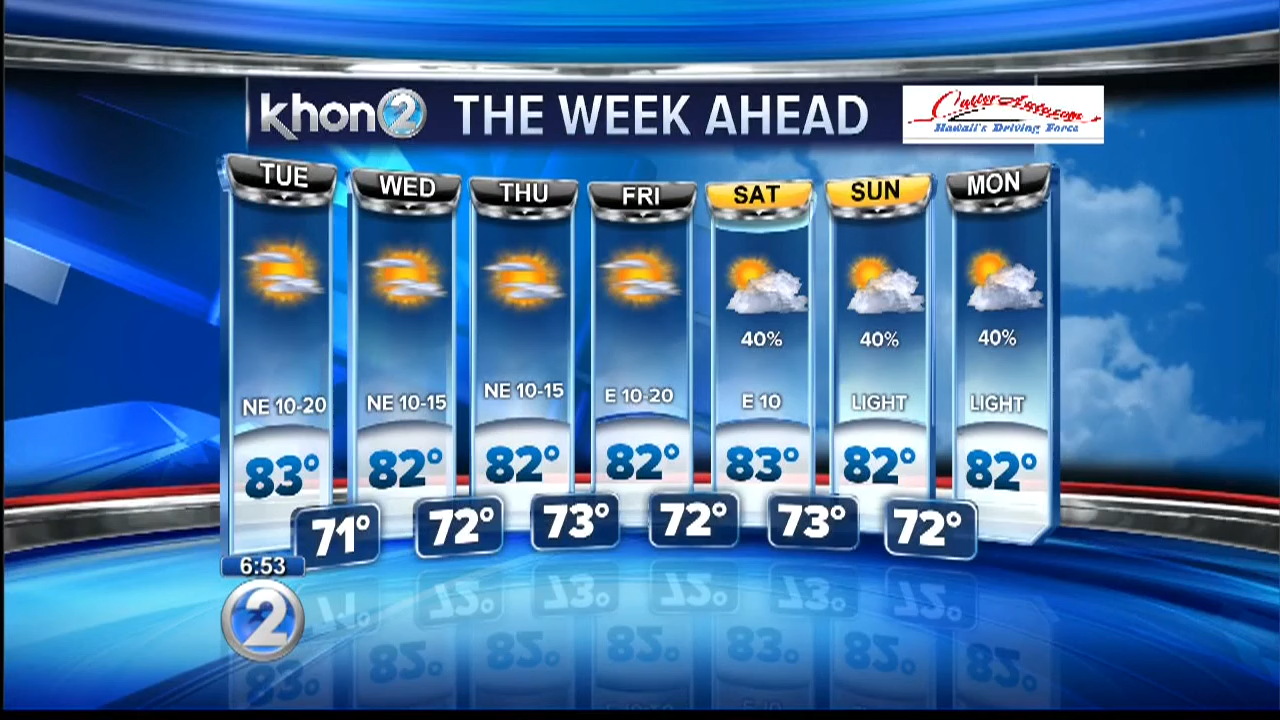 khon2 THE WEEK AHEAD
Hawaii's Driving Force
TUE WED THU FRI SAT SUN MON
40% 40% 40%
NE 10-20 NE 10-15 NE 10-15 E 10-20 E 10 LIGHT LIGHT
83° 82° 82° 82° 83° 82° 82°
71° 72° 73° 72° 73° 72°
6:53
2